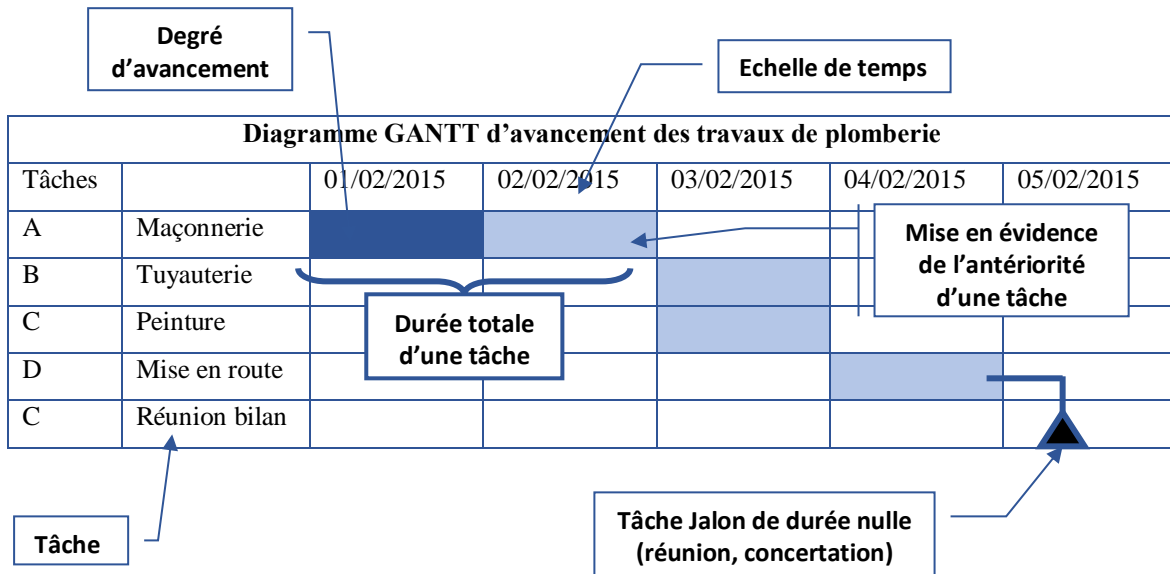 Degré
d’avancement
Echelle de temps
Diagramme GANTT d’avancement des travaux de plomberie
Tâches 01/02/2015 02/02/2015 03/02/2015 04/02/2015 05/02/2015
A Maçonnerie
Mise en évidence
de l’antériorité
d’une tâche
B Tuyauterie
C Peinture
Durée totale
d’une tâche
D Mise en route
C Réunion bilan
Tâche
Tâche Jalon de durée nulle
(réunion, concertation)